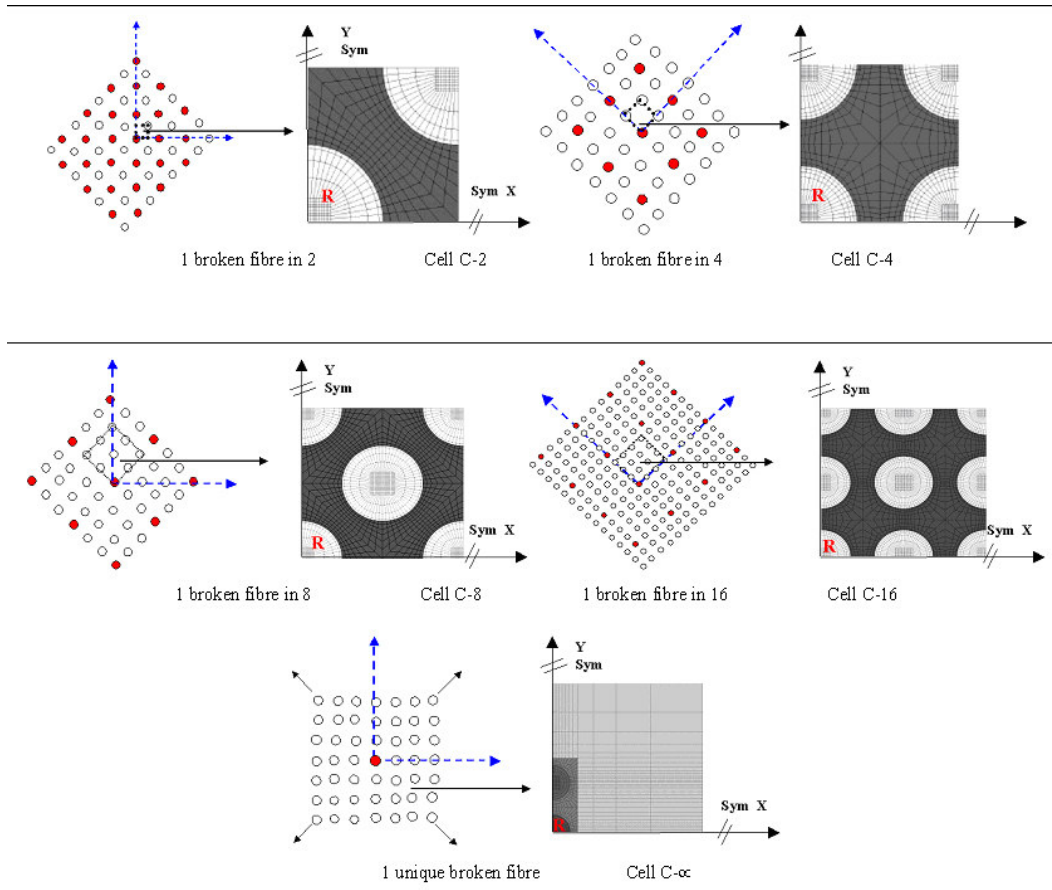 Y
Sym
R
Sym X
1 broken fibre in 2
Cell C-2
1 broken fibre in 4
Cell C-4
Y
Sym
R
Sym X
1 broken fibre in 8
Cell C-8
Y
Sym
R
Sym X
1 broken fibre in 16
Cell C-16
Y
Sym
R
Sym X
1 unique broken fibre
Cell C-∝